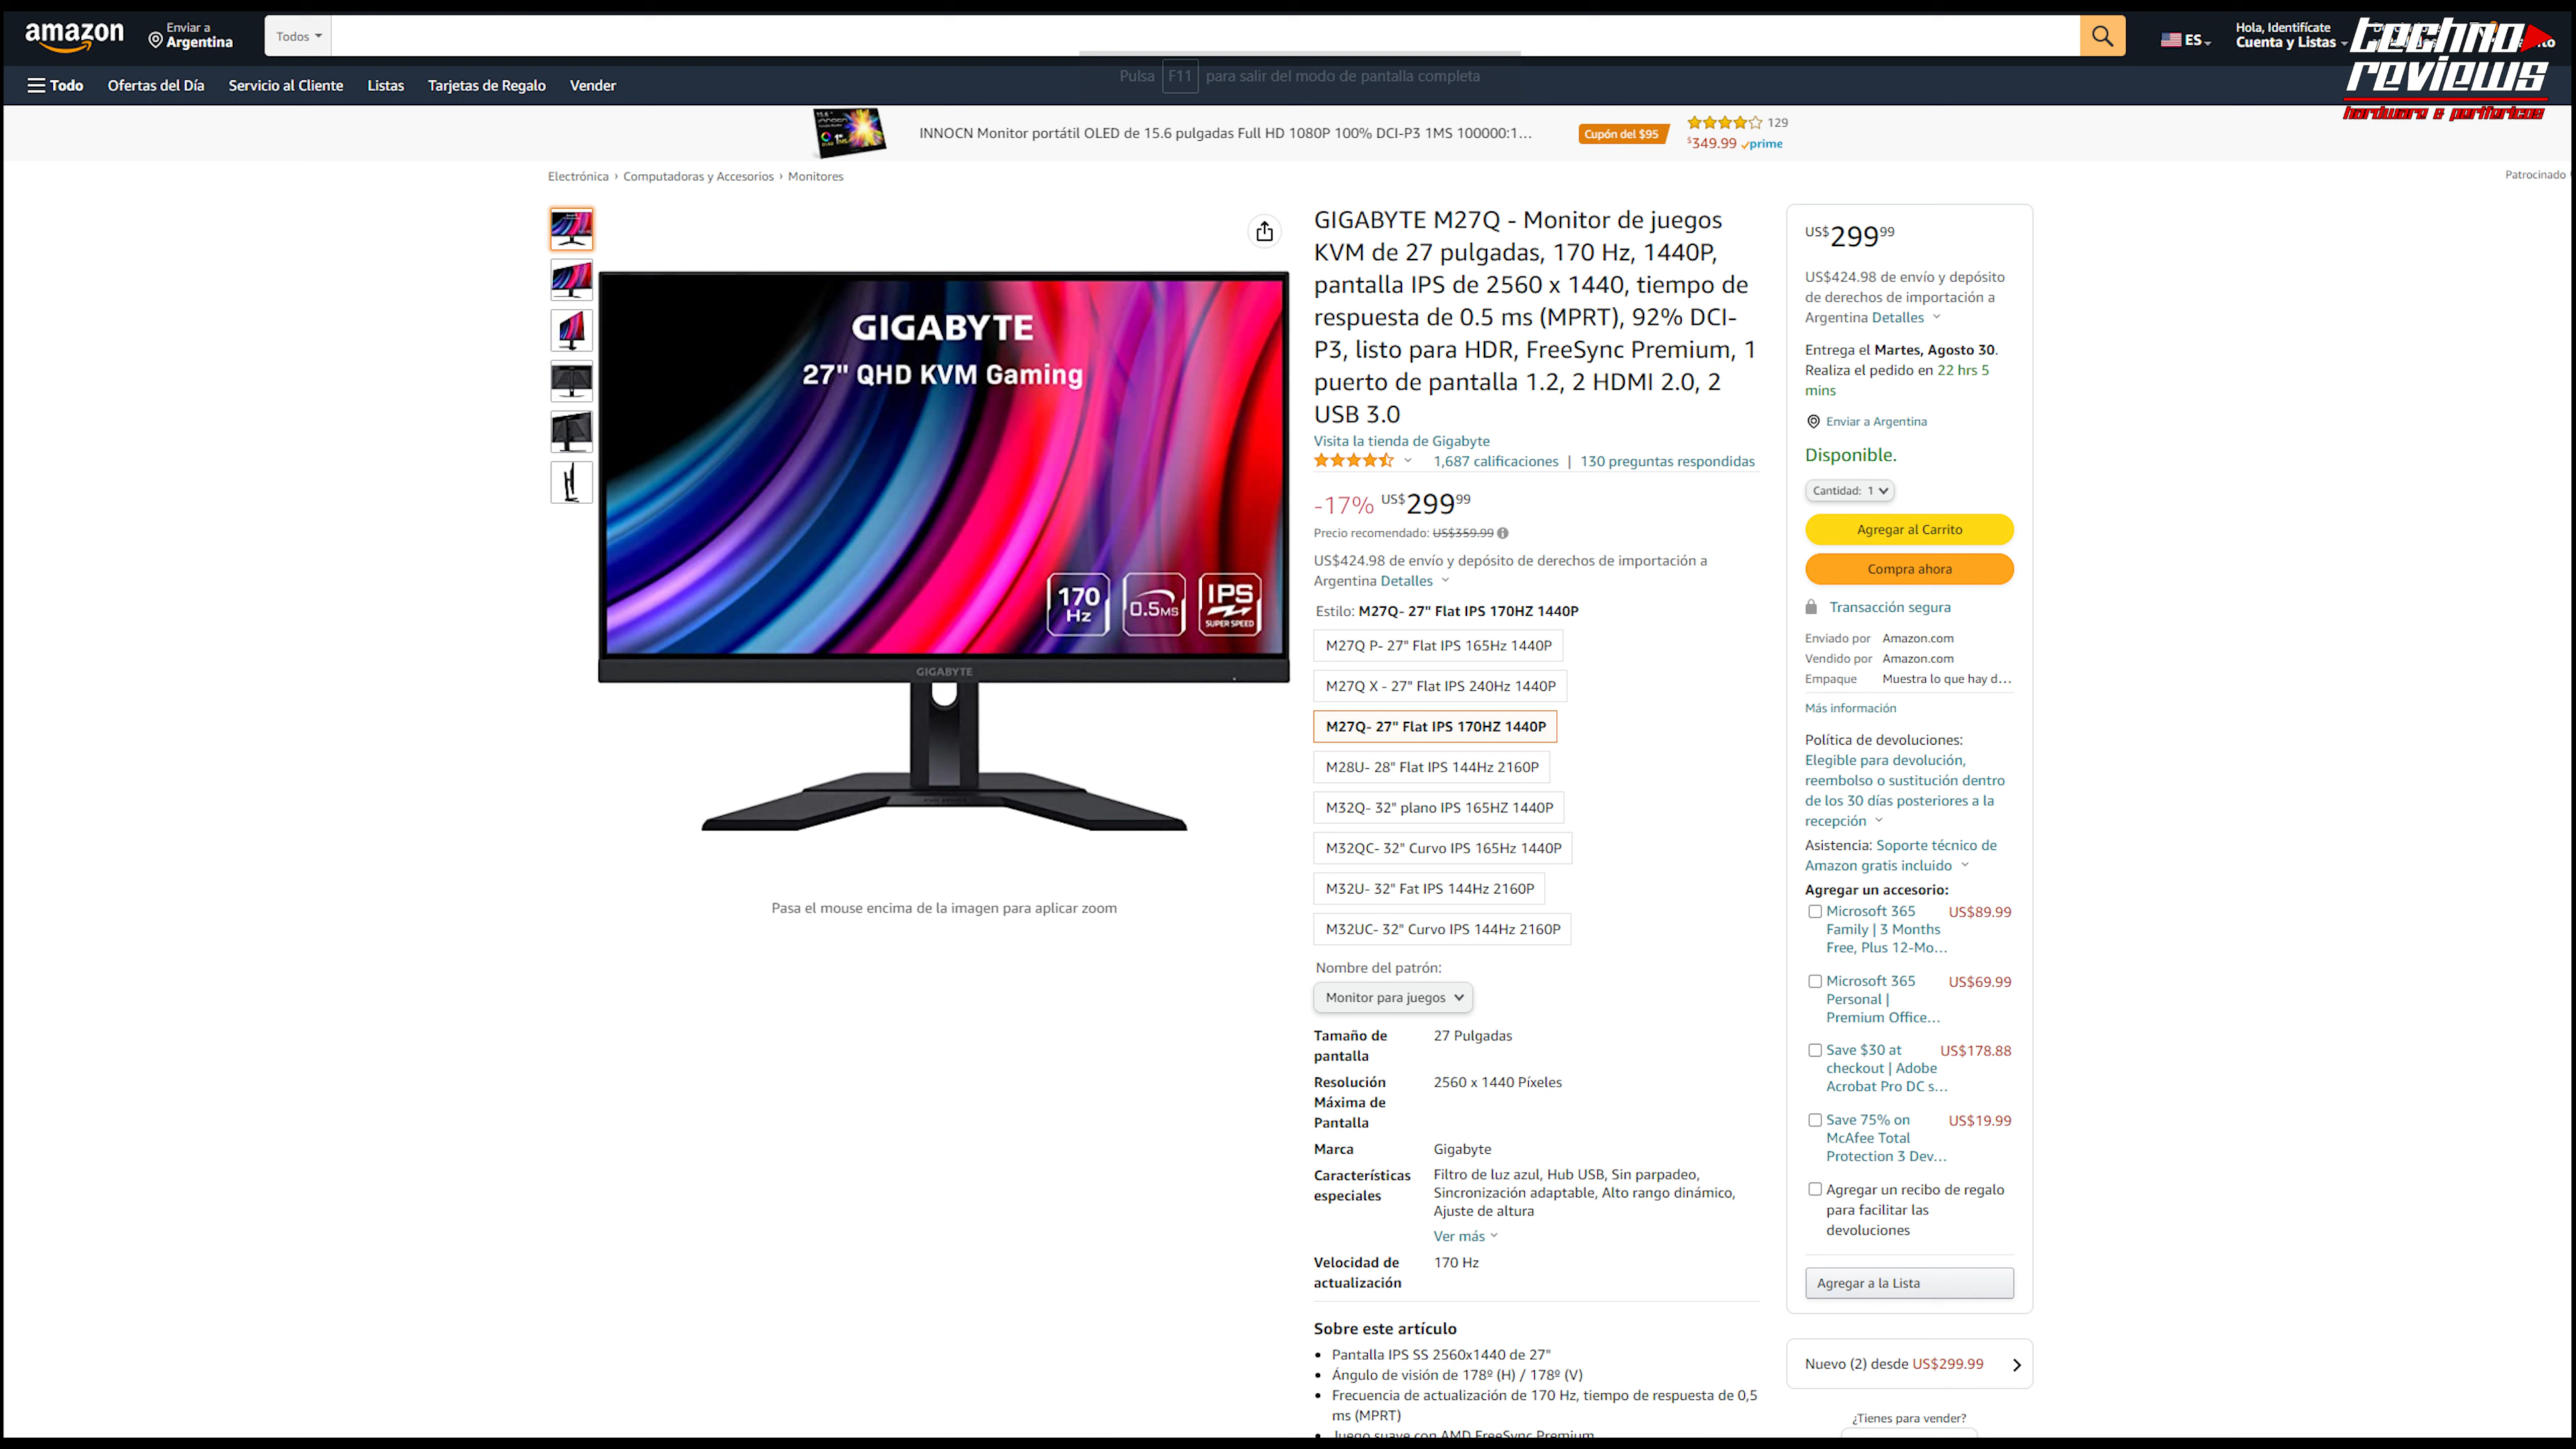 amazon
Enviar a
Argentina
Todos
ES
Hola, Identifícate
Cuenta y Listas
techno
reviews
hardware & perifericos
Pulsa F11 para salir del modo de pantalla completa
Todo
Ofertas del Día
Servicio al Cliente
Listas
Tarjetas de Regalo
Vender
INNOCN Monitor portátil OLED de 15.6 pulgadas Full HD 1080P 100% DCI-P3 1MS 100000:1...
Cupón del $95
129
$349.99 prime
Electrónica › Computadoras y Accesorios › Monitores
Patrocinado
GIGABYTE
27" QHD KVM Gaming
170 Hz
0.5MS
IPS
SUPER SPEED
GIGABYTE
Pasa el mouse encima de la imagen para aplicar zoom
GIGABYTE M27Q - Monitor de juegos
KVM de 27 pulgadas, 170 Hz, 1440P,
pantalla IPS de 2560 x 1440, tiempo de
respuesta de 0.5 ms (MPRT), 92% DCI-
P3, listo para HDR, FreeSync Premium, 1
puerto de pantalla 1.2, 2 HDMI 2.0, 2
USB 3.0
Visita la tienda de Gigabyte
1,687 calificaciones | 130 preguntas respondidas
-17% US$299.99
Precio recomendado: US$359.99
US$424.98 de envío y depósito de derechos de importación a
Argentina Detalles
Estilo: M27Q- 27" Flat IPS 170HZ 1440P
M27Q P- 27" Flat IPS 165Hz 1440P
M27Q X - 27" Flat IPS 240Hz 1440P
M27Q- 27" Flat IPS 170HZ 1440P
M28U- 28" Flat IPS 144Hz 2160P
M32Q- 32" plano IPS 165HZ 1440P
M32QC- 32" Curvo IPS 165Hz 1440P
M32U- 32" Fat IPS 144Hz 2160P
M32UC- 32" Curvo IPS 144Hz 2160P
Nombre del patrón:
Monitor para juegos
Tamaño de pantalla 27 Pulgadas
Resolución Máxima de Pantalla 2560 x 1440 Píxeles
Marca Gigabyte
Características especiales Filtro de luz azul, Hub USB, Sin parpadeo,
Sincronización adaptable, Alto rango dinámico,
Ajuste de altura
Ver más
Velocidad de actualización 170 Hz
Sobre este artículo
• Pantalla IPS SS 2560x1440 de 27"
• Ángulo de visión de 178º (H) / 178º (V)
• Frecuencia de actualización de 170 Hz, tiempo de respuesta de 0,5
ms (MPRT)
• Juego suave con AMD FreeSync Premium
US$299.99
US$424.98 de envío y depósito
de derechos de importación a
Argentina Detalles
Entrega el Martes, Agosto 30.
Realiza el pedido en 22 hrs 5
mins
Enviar a Argentina
Disponible.
Cantidad: 1
Agregar al Carrito
Compra ahora
Transacción segura
Enviado por Amazon.com
Vendido por Amazon.com
Empaque Muestra lo que hay d...
Más información
Política de devoluciones:
Elegible para devolución,
reembolso o sustitución dentro
de los 30 días posteriores a la
recepción
Asistencia: Soporte técnico de
Amazon gratis incluido
Agregar un accesorio:
Microsoft 365 US$89.99
Family | 3 Months
Free, Plus 12-Mo...
Microsoft 365 US$69.99
Personal |
Premium Office...
Save $30 at US$178.88
checkout | Adobe
Acrobat Pro DC s...
Save 75% on US$19.99
McAfee Total
Protection 3 Dev...
Agregar un recibo de regalo
para facilitar las
devoluciones
Agregar a la Lista
Nuevo (2) desde US$299.99
¿Tienes para vender?